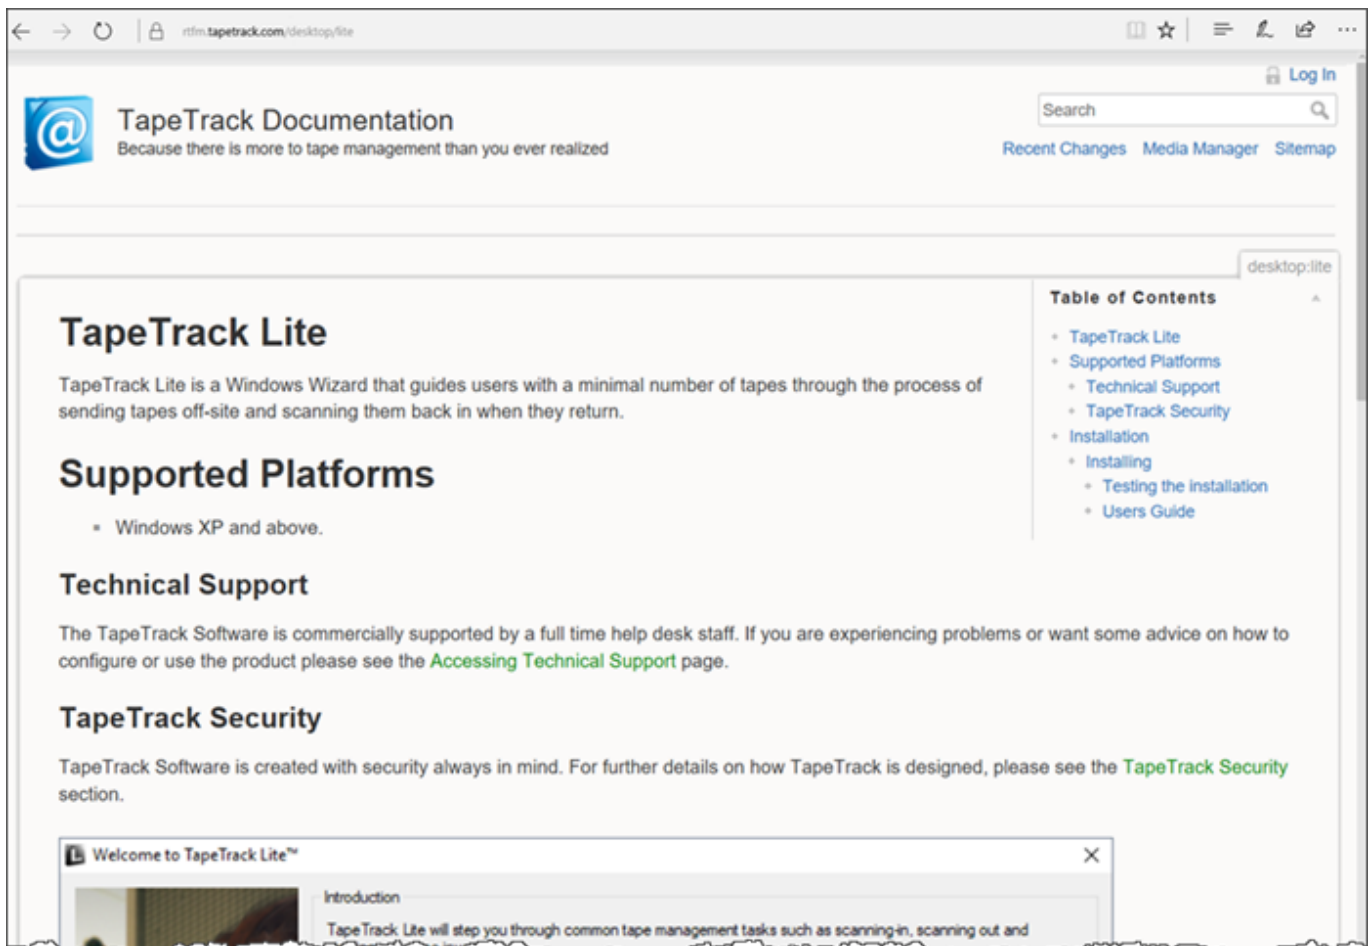 rtfm.tapetrack.com/desktop/lite
Log In
TapeTrack Documentation
Because there is more to tape management than you ever realized
Search
Recent Changes Media Manager Sitemap
desktop:lite
Table of Contents
TapeTrack Lite
Supported Platforms
Technical Support
TapeTrack Security
Installation
Installing
Testing the installation
Users Guide
TapeTrack Lite
TapeTrack Lite is a Windows Wizard that guides users with a minimal number of tapes through the process of
sending tapes off-site and scanning them back in when they return.
Supported Platforms
Windows XP and above.
Technical Support
The TapeTrack Software is commercially supported by a full time help desk staff. If you are experiencing problems or want some advice on how to
configure or use the product please see the Accessing Technical Support page.
TapeTrack Security
TapeTrack Software is created with security always in mind. For further details on how TapeTrack is designed, please see the TapeTrack Security
section.
Welcome to TapeTrack Lite™
Introduction
TapeTrack Lite will step you through common tape management tasks such as scanning-in, scanning out and